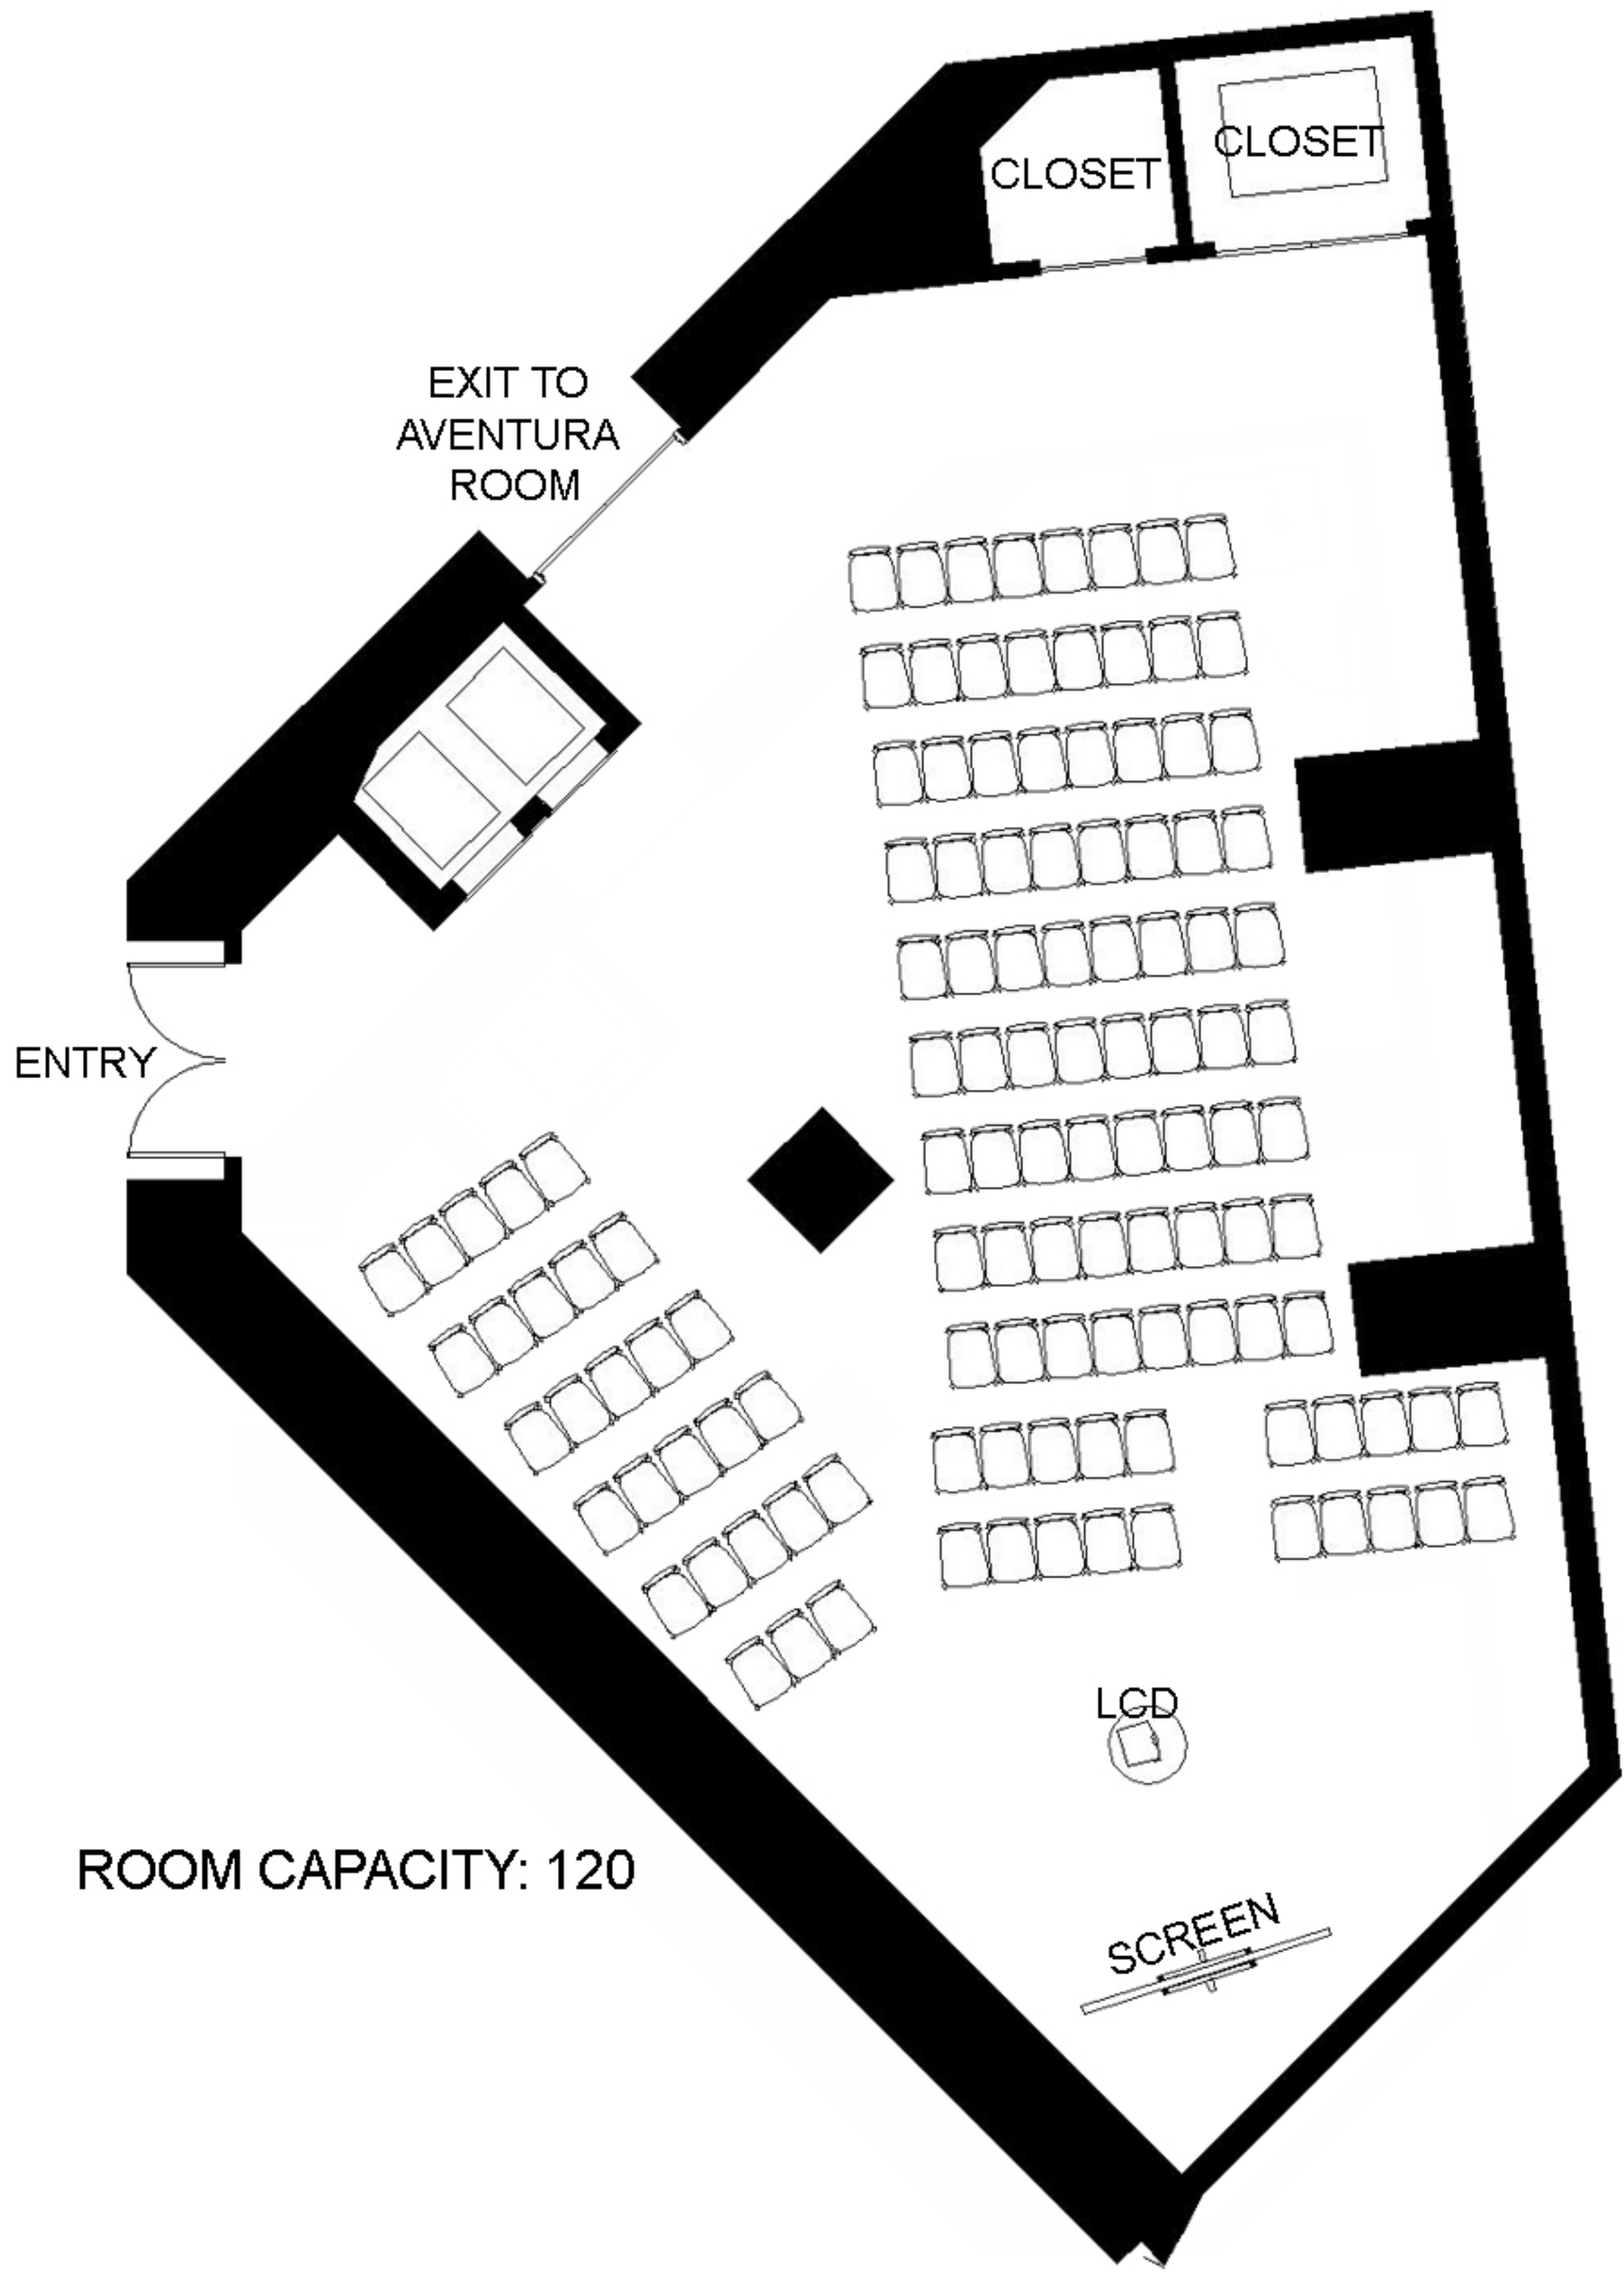 CLOSET
CLOSET
EXIT TO
AVENTURA
ROOM
ENTRY
LCD
ROOM CAPACITY: 120
SCREEN